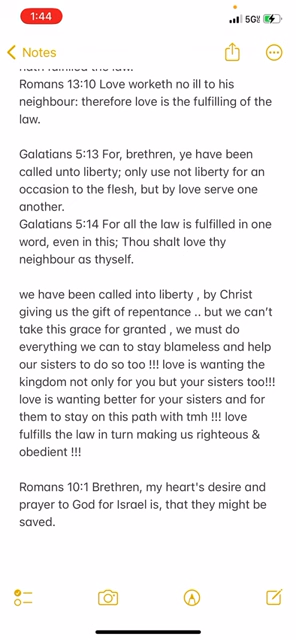 1:44
5G
Notes
Romans 13:10 Love worketh no ill to his
neighbour: therefore love is the fulfilling of the
law.
Galatians 5:13 For, brethren, ye have been
called unto liberty; only use not liberty for an
occasion to the flesh, but by love serve one
another.
Galatians 5:14 For all the law is fulfilled in one
word, even in this; Thou shalt love thy
neighbour as thyself.
we have been called into liberty , by Christ
giving us the gift of repentance .. but we can’t
take this grace for granted , we must do
everything we can to stay blameless and help
our sisters to do so too !!! love is wanting the
kingdom not only for you but your sisters too!!!
love is wanting better for your sisters and for
them to stay on this path with tmh !!! love
fulfills the law in turn making us righteous &
obedient !!!
Romans 10:1 Brethren, my heart's desire and
prayer to God for Israel is, that they might be
saved.